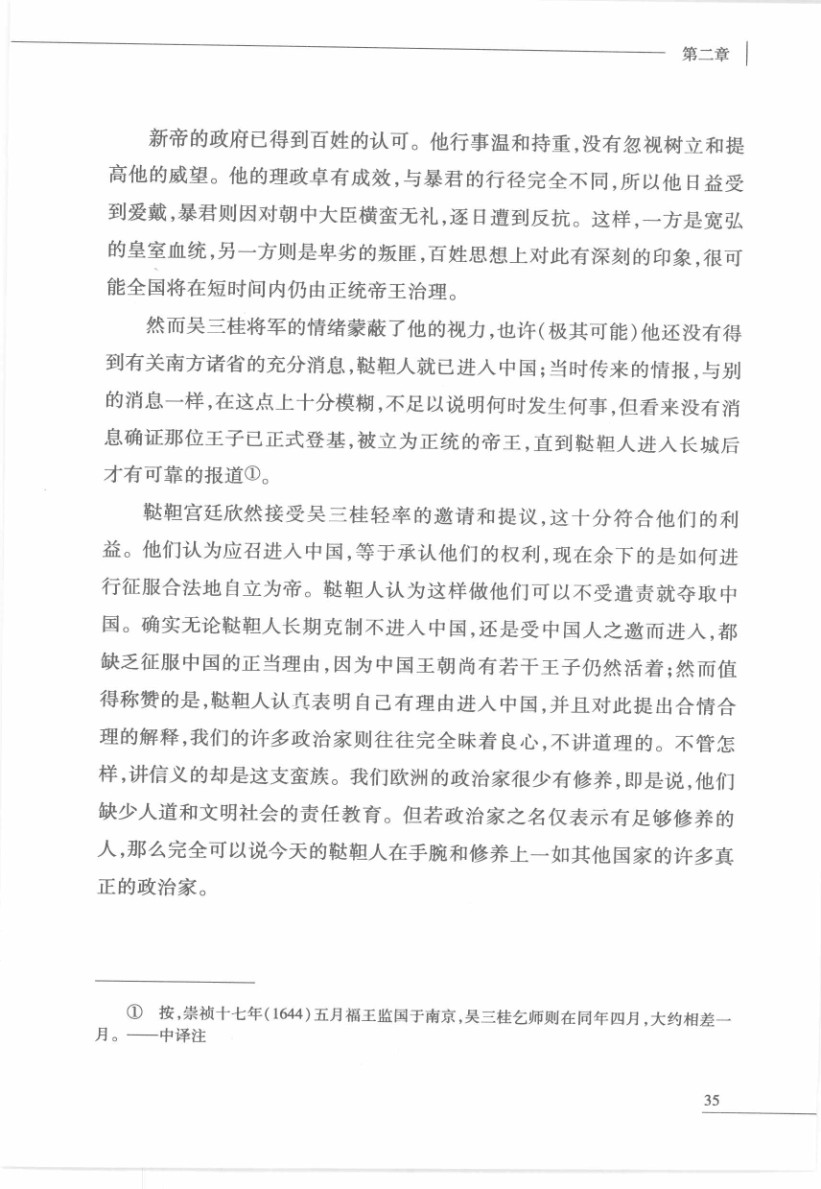 第二章
新帝的政府已得到百姓的认可。他行事温和持重,没有忽视树立和提
高他的威望。他的理政卓有成效,与暴君的行径完全不同,所以他日益受
到爱戴,暴君则因对朝中大臣横蛮无礼,逐日遭到反抗。这样,一方是宽弘
的皇室血统,另一方则是卑劣的叛匪,百姓思想上对此有深刻的印象,很可
能全国将在短时间内仍由正统帝王治理。
然而吴三桂将军的情绪蒙蔽了他的视力,也许(极其可能)他还没有得
到有关南方诸省的充分消息,鞑靼人就已进入中国;当时传来的情报,与别
的消息一样,在这点上十分模糊,不足以说明何时发生何事,但看来没有消
息确证那位王子已正式登基,被立为正统的帝王,直到鞑靼人进入长城后
才有可靠的报道①。
鞑靼宫廷欣然接受吴三桂轻率的邀请和提议,这十分符合他们的利
益。他们认为应召进入中国,等于承认他们的权利,现在余下的是如何进
行征服合法地自立为帝。鞑靼人认为这样做他们可以不受遣责就夺取中
国。确实无论鞑靼人长期克制不进入中国,还是受中国人之邀而进入,都
缺乏征服中国的正当理由,因为中国王朝尚有若干王子仍然活着;然而值
得称赞的是,鞑靼人认真表明自己有理由进入中国,并且对此提出合情合
理的解释,我们的许多政治家则往往完全昧着良心,不讲道理的。不管怎
样,讲信义的却是这支蛮族。我们欧洲的政治家很少有修养,即是说,他们
缺少人道和文明社会的责任教育。但若政治家之名仅表示有足够修养的
人,那么完全可以说今天的鞑靼人在手腕和修养上一如其他国家的许多真
正的政治家。
① 按,崇祯十七年(1644)五月福王监国于南京,吴三桂乞师则在同年四月,大约相差一
月。——中译注
35